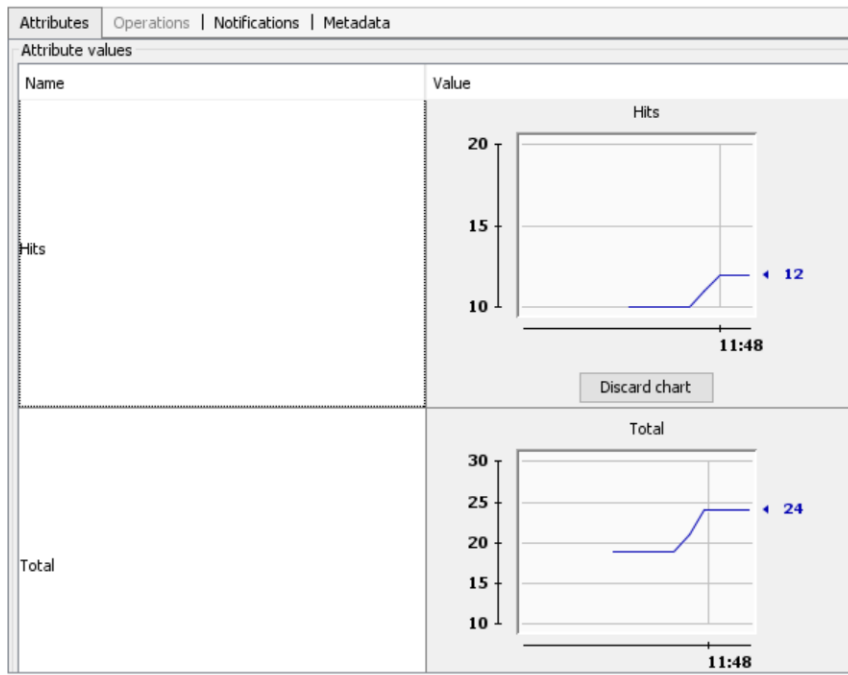 Attributes Operations | Notifications | Metadata
Attribute values
Name Value
Hits
20
15
Hits
12
10
11:48
Discard chart
Total
30
25
24
20
Total
15
10
11:48